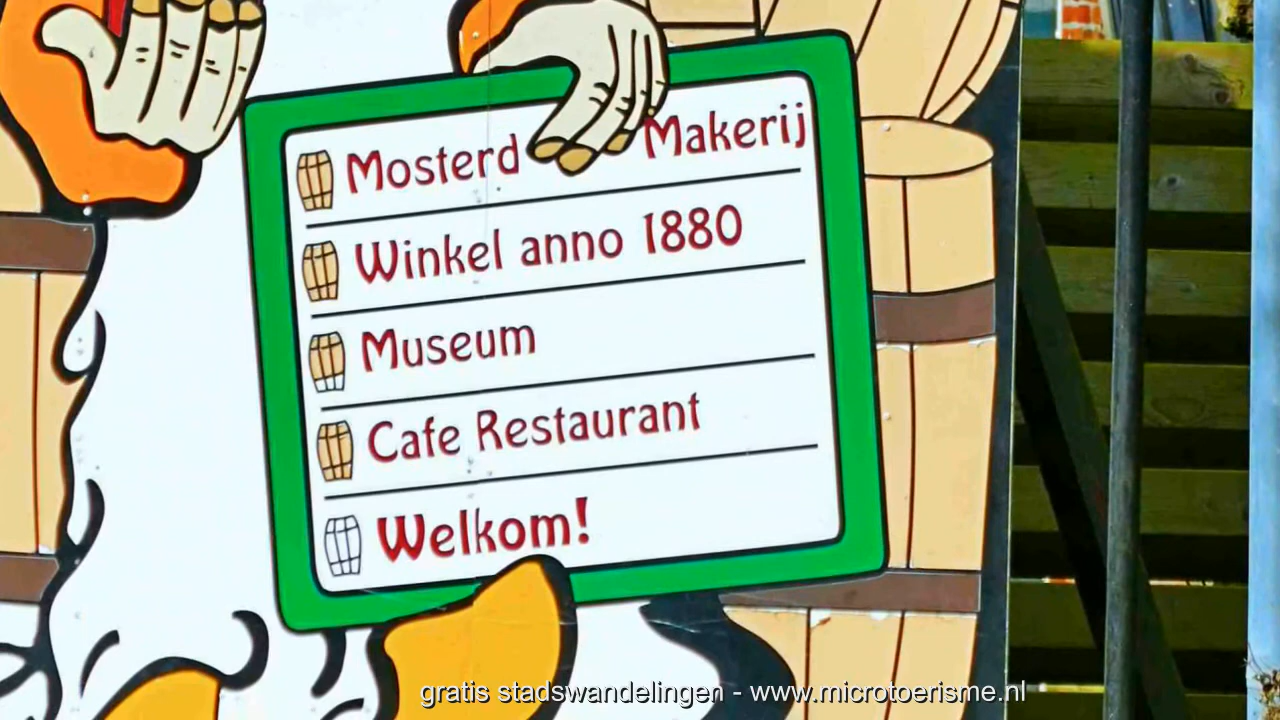 Mosterd Makerij
Winkel anno 1880
Museum
Cafe Restaurant
Welkom!
gratis stadswandelingen - www.microtoerisme.nl